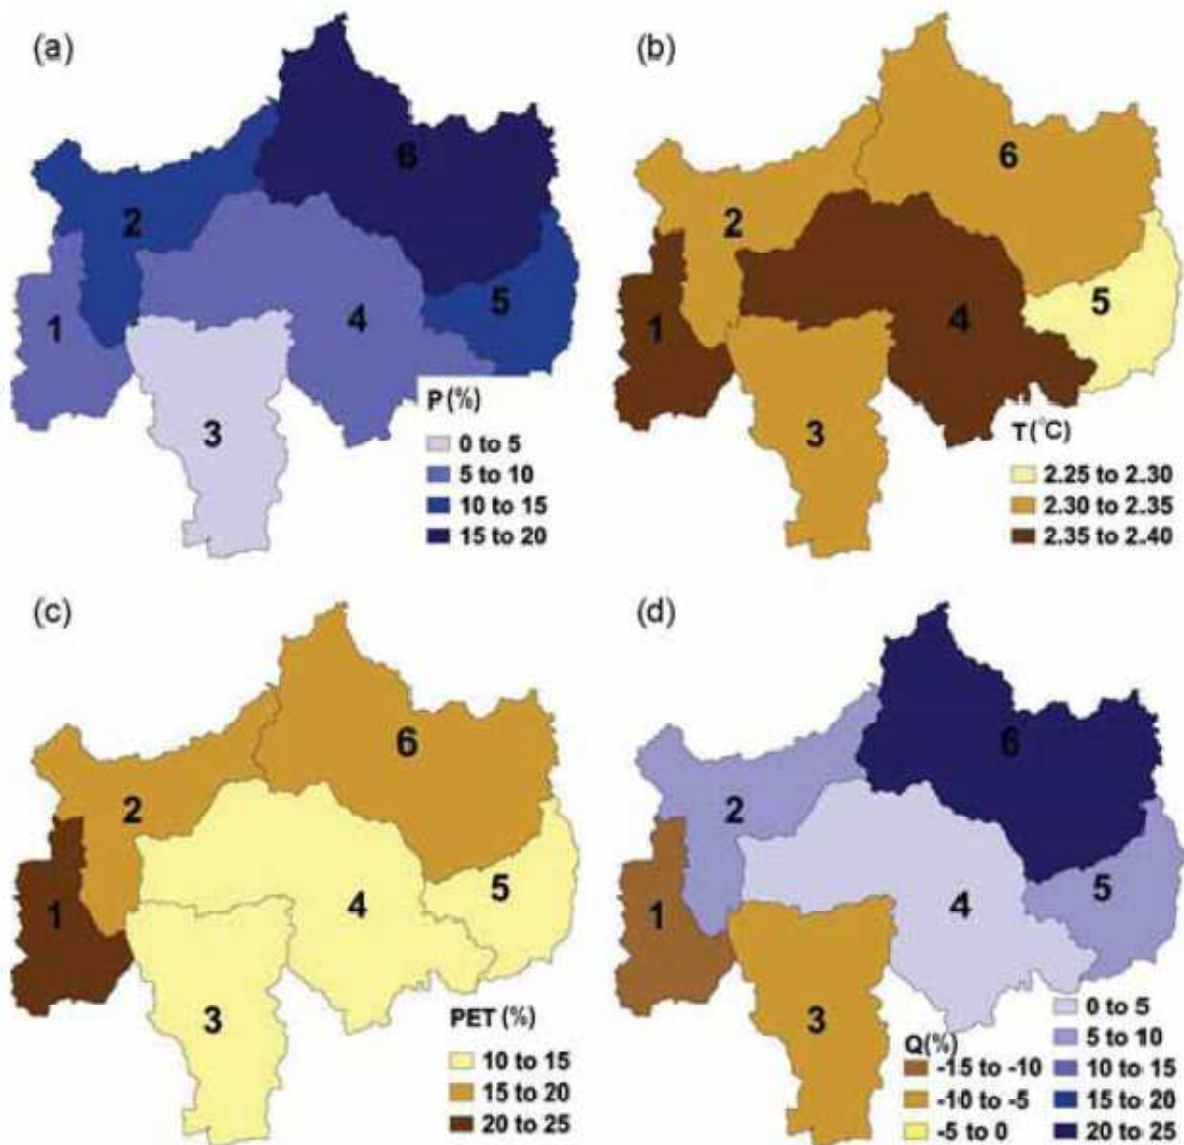 (a)
6
2
5
1
4
3
P (%)
0 to 5
5 to 10
10 to 15
15 to 20
(b)
6
2
5
1
4
3
T (°C)
2.25 to 2.30
2.30 to 2.35
2.35 to 2.40
(c)
6
2
5
1
4
3
PET (%)
10 to 15
15 to 20
20 to 25
(d)
6
2
5
1
4
3
Q(%)
-15 to -10
-10 to -5
-5 to 0
0 to 5
5 to 10
10 to 15
15 to 20
20 to 25